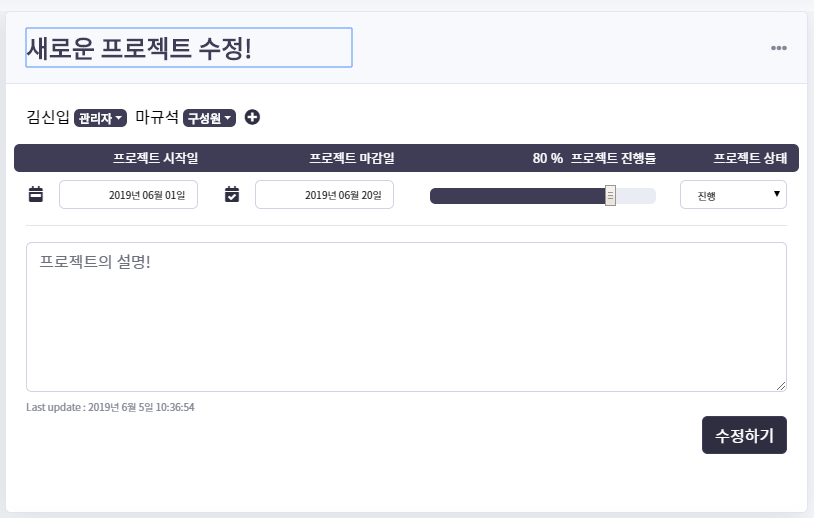 새로운 프로젝트 수정!
김신입 관리자 마규석 구성원
프로젝트 시작일 프로젝트 마감일 80 % 프로젝트 진행률 프로젝트 상태
2019년 06월 01일 2019년 06월 20일 진행
프로젝트의 설명!
Last update : 2019년 6월 5일 10:36:54
수정하기